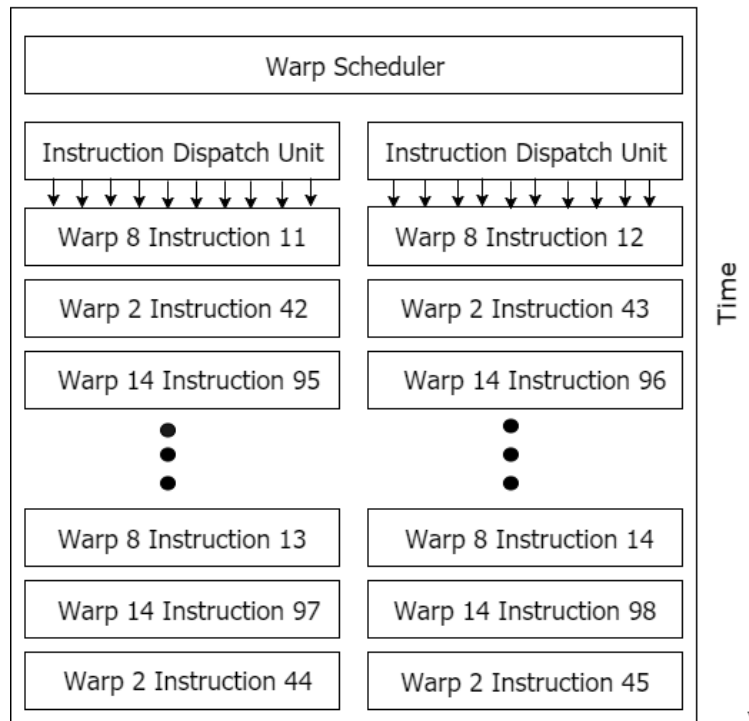 Warp Scheduler
Instruction Dispatch Unit
Instruction Dispatch Unit
Warp 8 Instruction 11
Warp 8 Instruction 12
Warp 2 Instruction 42
Warp 2 Instruction 43
Warp 14 Instruction 95
Warp 14 Instruction 96
Time
Warp 8 Instruction 13
Warp 8 Instruction 14
Warp 14 Instruction 97
Warp 14 Instruction 98
Warp 2 Instruction 44
Warp 2 Instruction 45